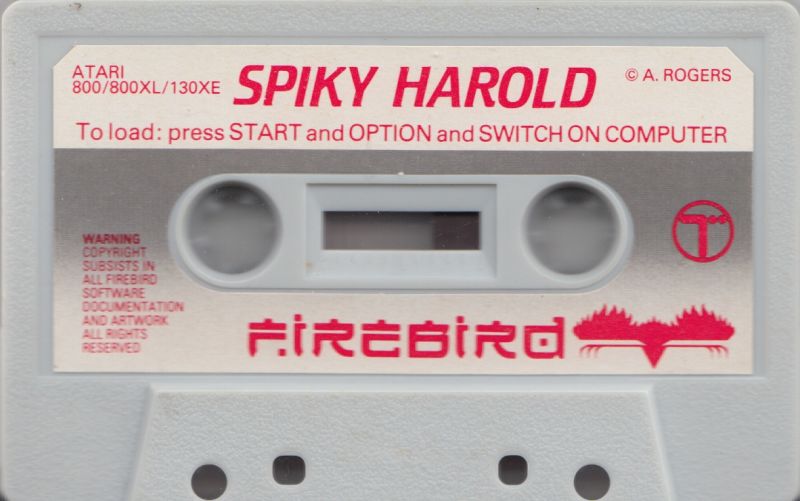 ATARI
800/800XL/130XE
SPIKY HAROLD
© A. ROGERS
To load: press START and OPTION and SWITCH ON COMPUTER
WARNING
COPYRIGHT
SUBSISTS IN
ALL FIREBIRD
SOFTWARE
DOCUMENTATION
AND ARTWORK
ALL RIGHTS
RESERVED
FIREBIRD